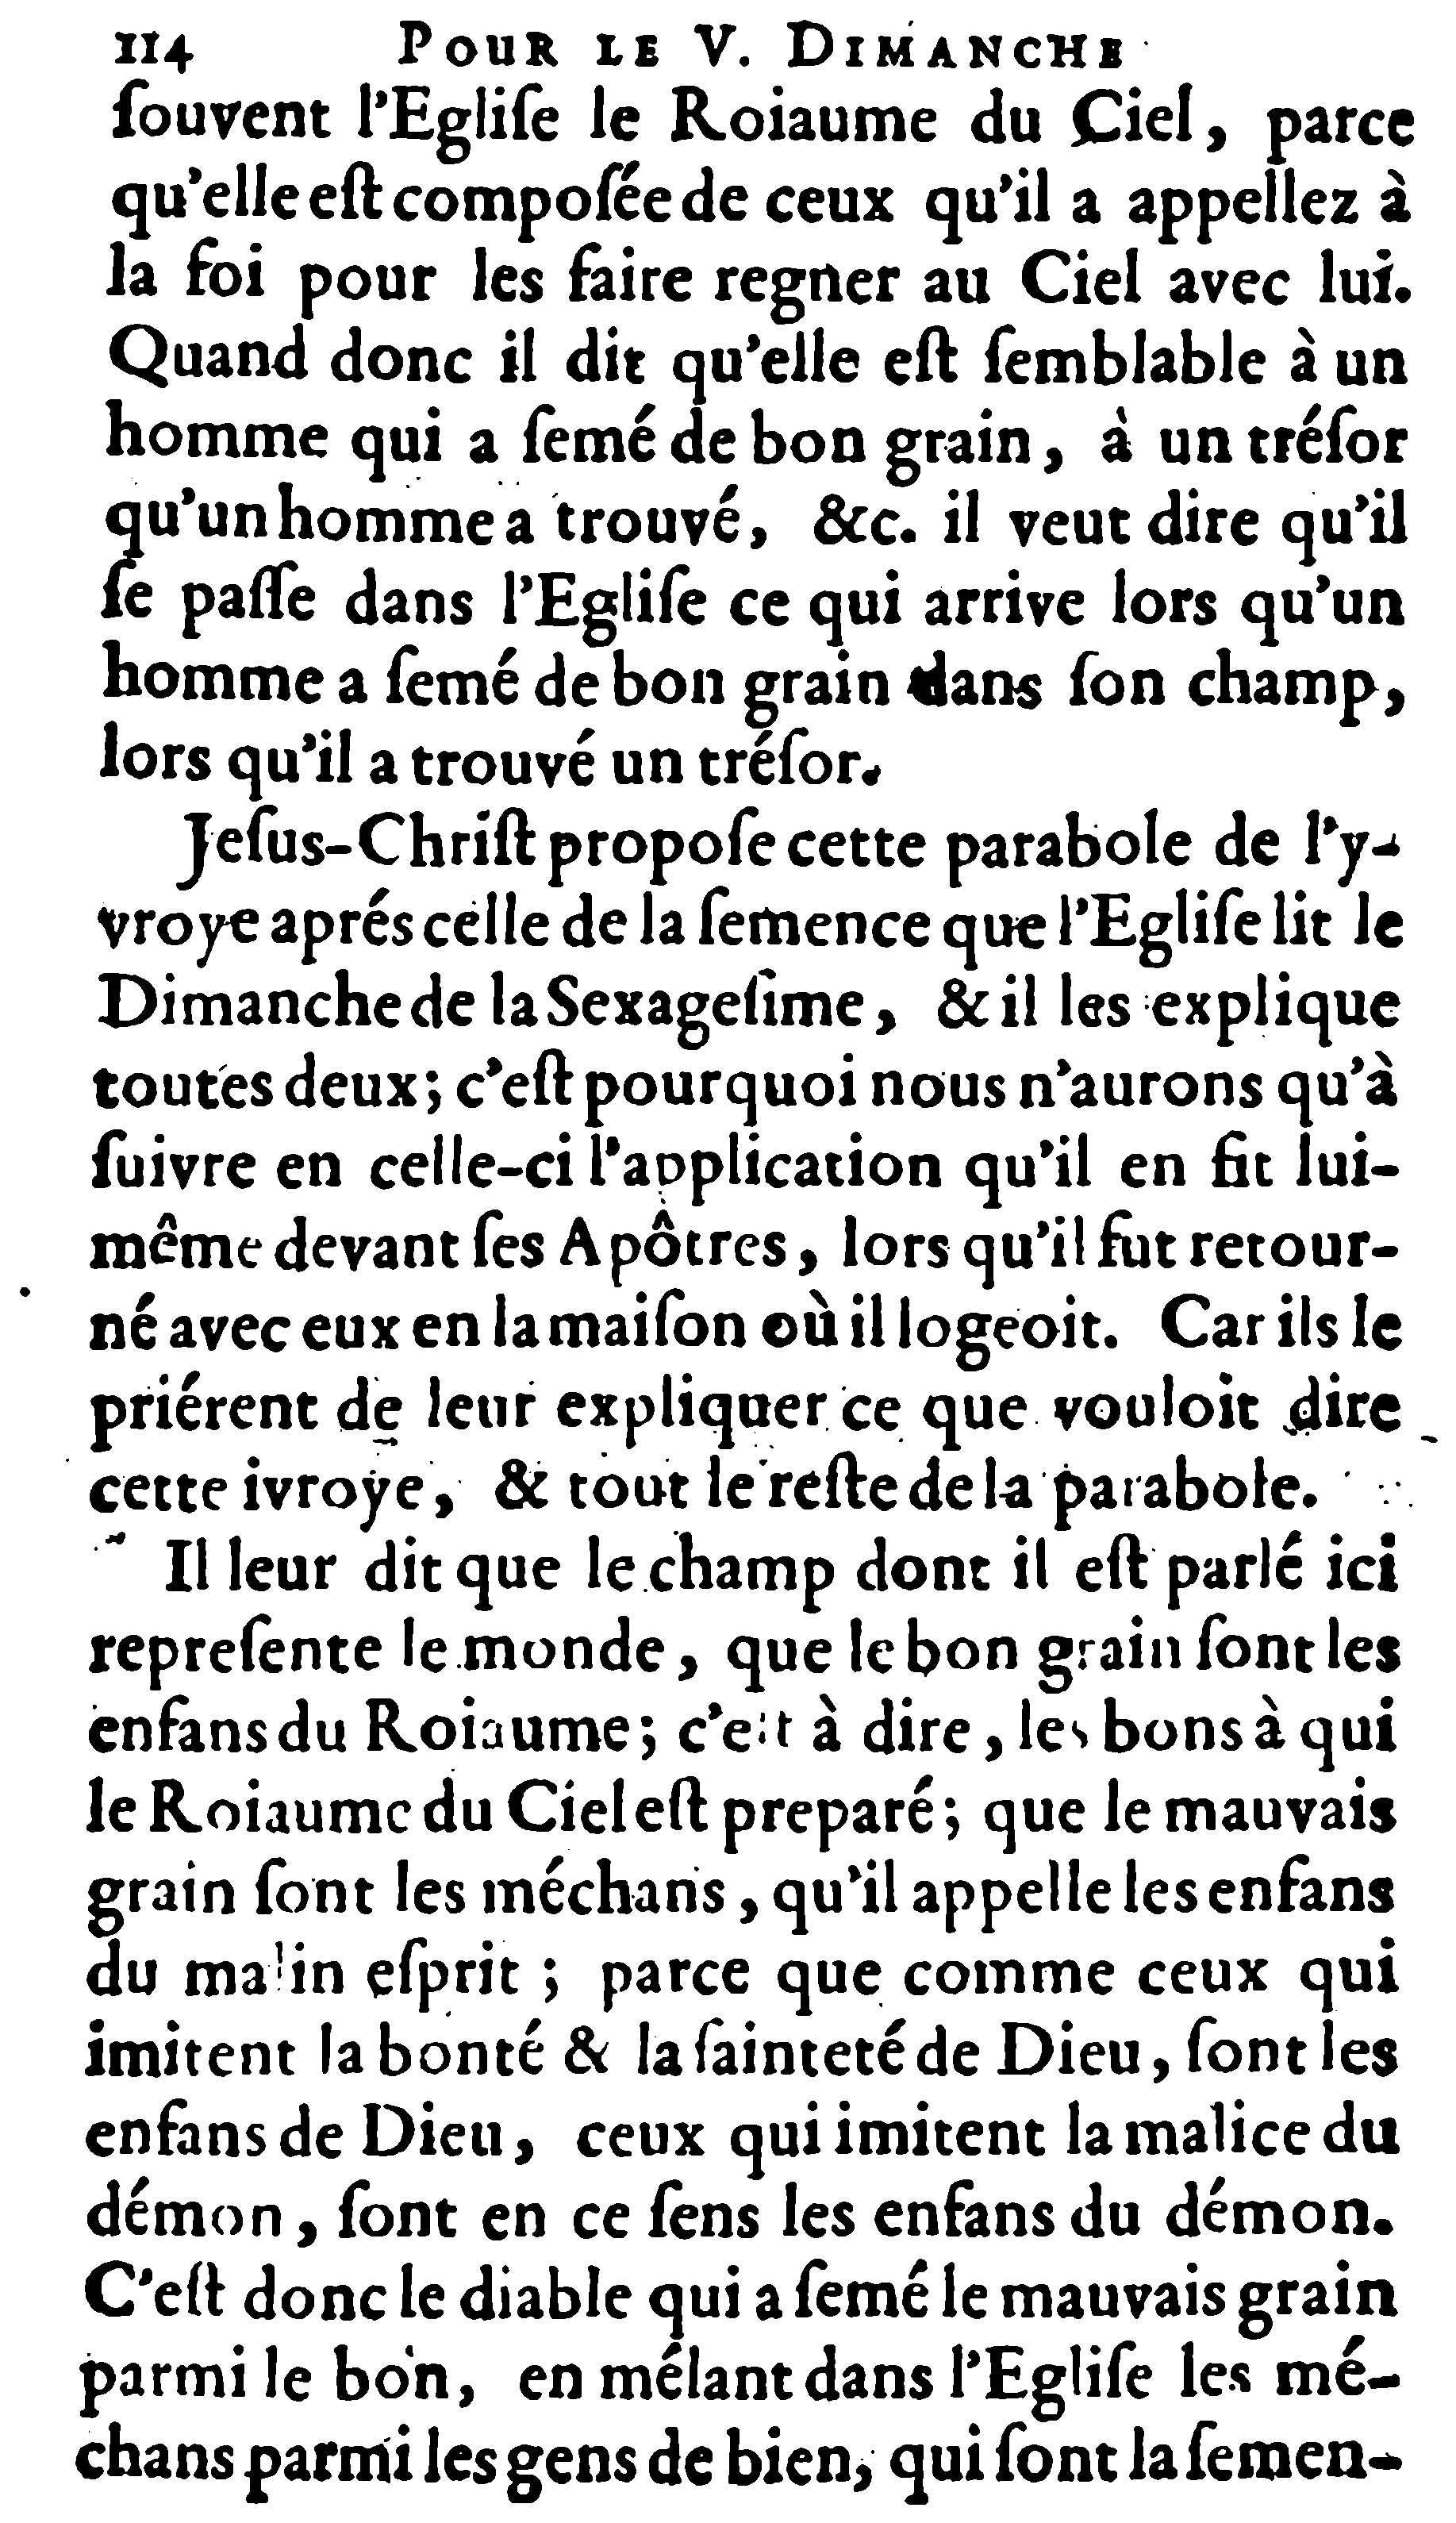 114 POUR LE V. DIMANCHE
ſouvent l'Egliſe le Roiaume du Ciel, parce
qu'elle eſt compoſée de ceux qu'il a appellez à
la foi pour les faire regner au Ciel avec lui.
Quand donc il dit qu'elle eſt ſemblable à un
homme qui a ſemé de bon grain, à un tréſor
qu'un homme a trouvé, &c. il veut dire qu'il
ſe paſſe dans l'Egliſe ce qui arrive lors qu'un
homme a ſemé de bon grain dans ſon champ,
lors qu'il a trouvé un tréſor.
Jeſus-Chriſt propoſe cette parabole de l'y-
vroye aprés celle de la ſemence que l'Egliſe lit le
Dimanche de la Sexageſime, & il les explique
toutes deux; c'eſt pourquoi nous n'aurons qu'à
ſuivre en celle-ci l'application qu'il en fit lui-
même devant ſes Apôtres, lors qu'il fut retour-
né avec eux en la maiſon où il logeoit. Car ils le
priérent de leur expliquer ce que vouloit dire
cette ivroye, & tout le reſte de la parabole.
Il leur dit que le champ dont il eſt parlé ici
repreſente le monde, que le bon grain ſont les
enfans du Roiaume; c'eſt à dire, les bons à qui
le Roiaume du Ciel eſt preparé; que le mauvais
grain ſont les méchans, qu'il appelle les enfans
du malin eſprit; parce que comme ceux qui
imitent la bonté & la ſainteté de Dieu, ſont les
enfans de Dieu, ceux qui imitent la malice du
démon, ſont en ce ſens les enfans du démon.
C'eſt donc le diable qui a ſemé le mauvais grain
parmi le bon, en mélant dans l'Egliſe les mé-
chans parmi les gens de bien, qui ſont la ſemen-